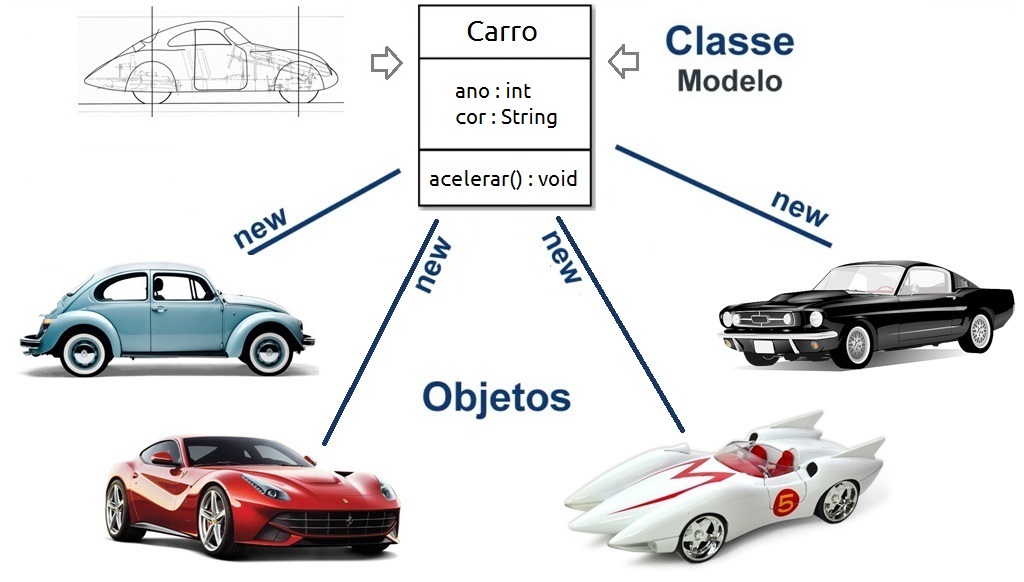 Carro
Classe
Modelo
ano : int
cor : String
acelerar() : void
new
new
new
new
Objetos
5